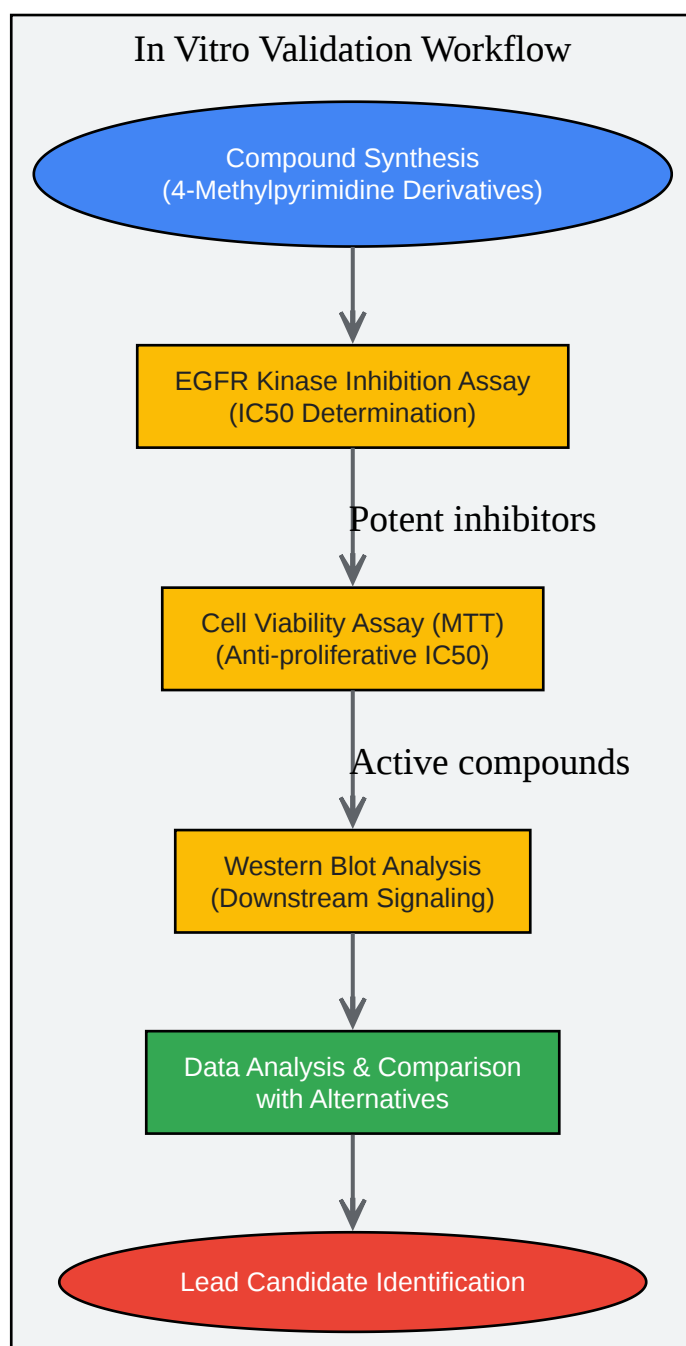 In Vitro Validation Workflow
Compound Synthesis
(4-Methylpyrimidine Derivatives)
EGFR Kinase Inhibition Assay
(IC50 Determination)
Potent inhibitors
Cell Viability Assay (MTT)
(Anti-proliferative IC50)
Active compounds
Western Blot Analysis
(Downstream Signaling)
Data Analysis & Comparison
with Alternatives
Lead Candidate Identification